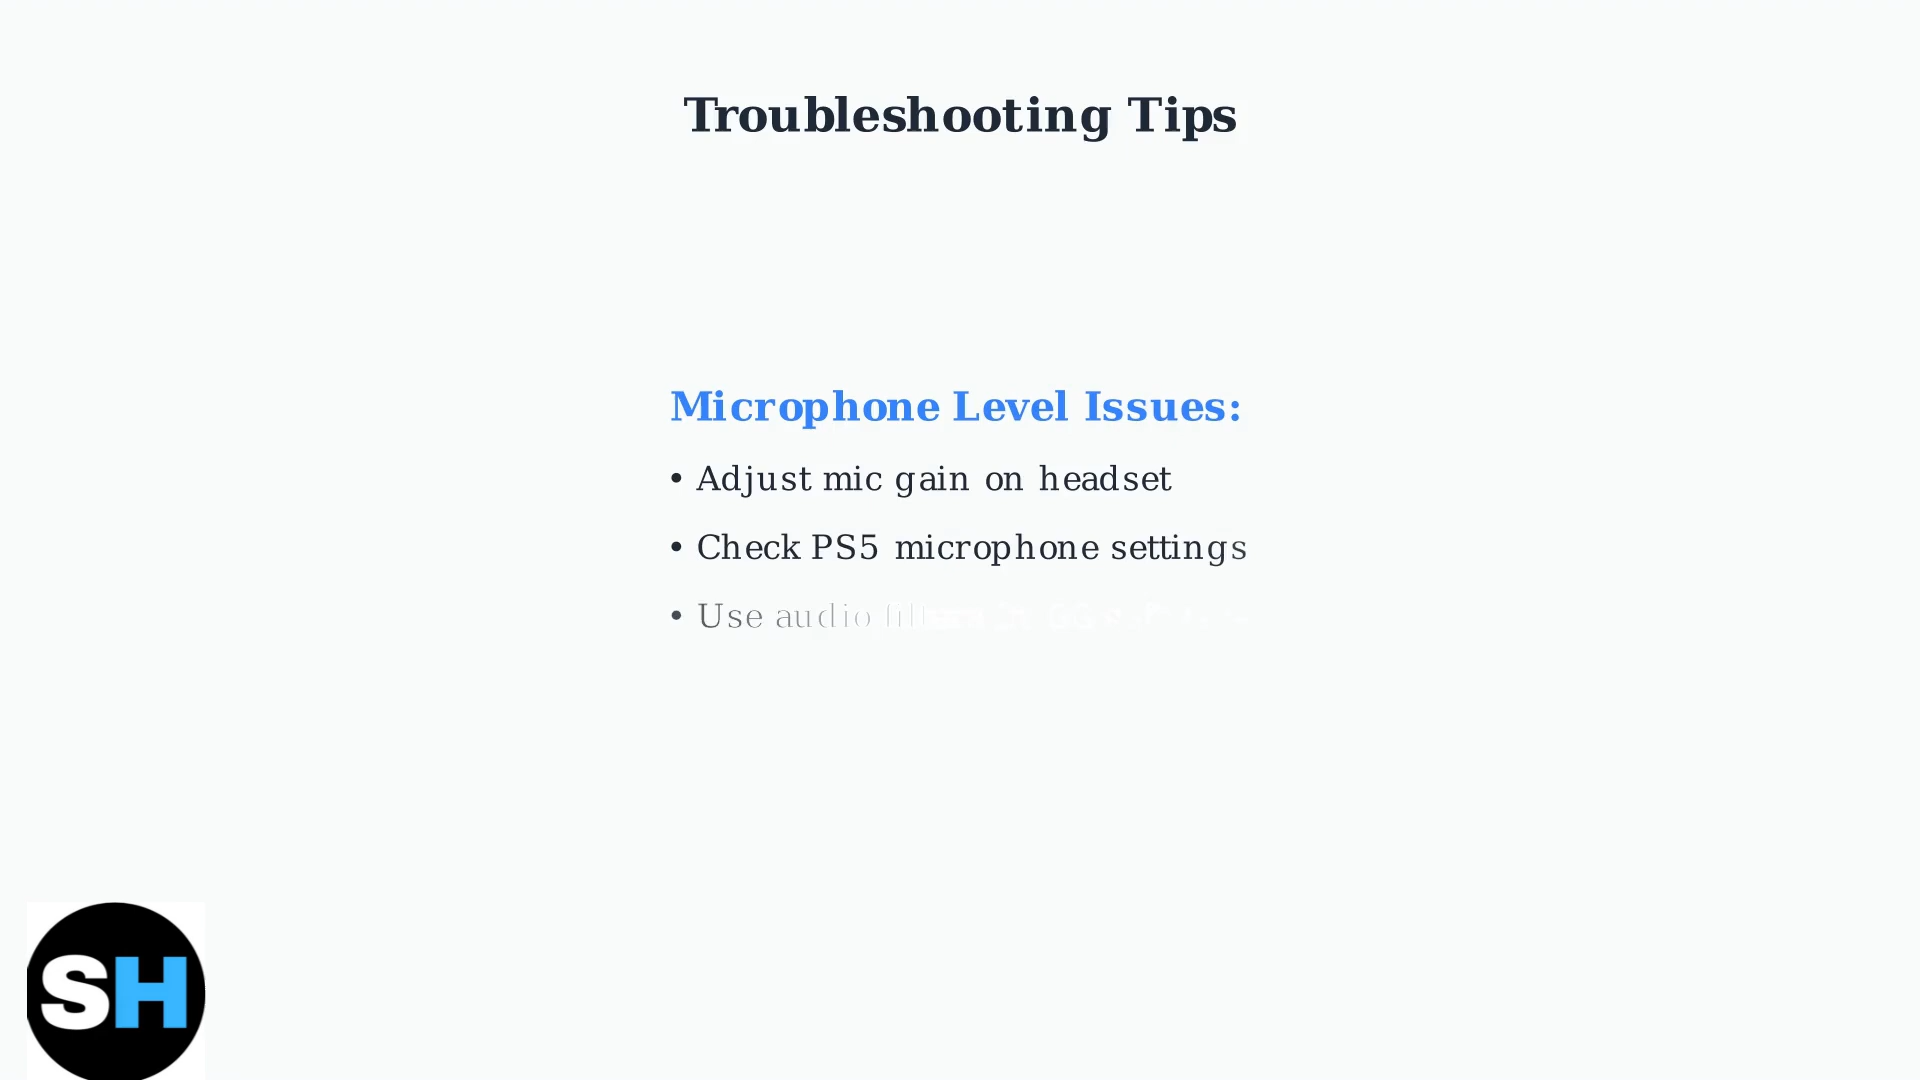 Troubleshooting Tips
Microphone Level Issues:
• Adjust mic gain on headset
• Check PS5 microphone settings
• Use audio
SH